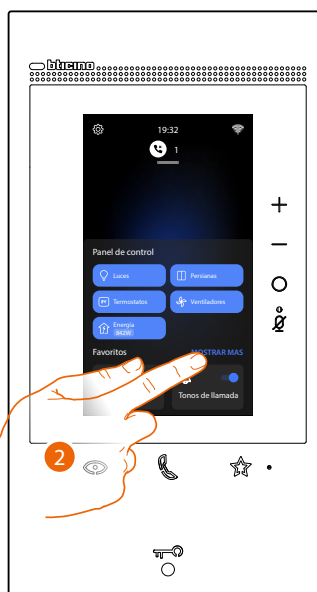 bticino
19:32
1
Panel de control
Luces
Persianas
Termostatos
Ventiladores
Energía
842W
Favoritos
MOSTRAR MAS
Tonos de llamada
2